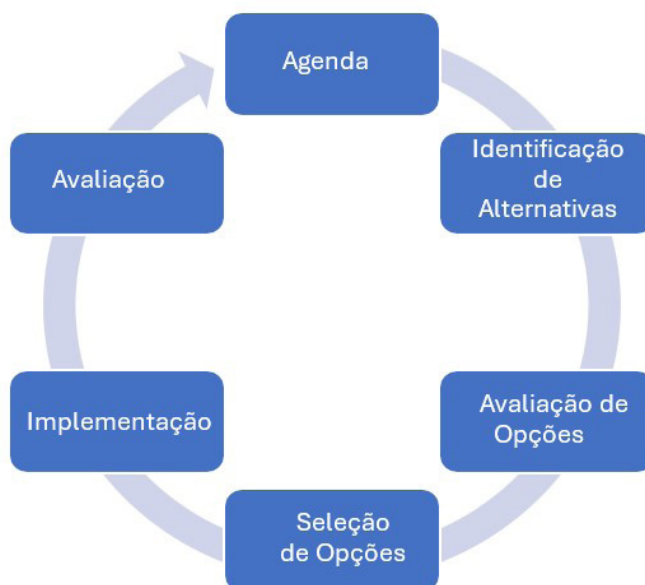 Agenda
Identificação
de
Alternativas
Avaliação de
Opções
Seleção
de Opções
Implementação
Avaliação